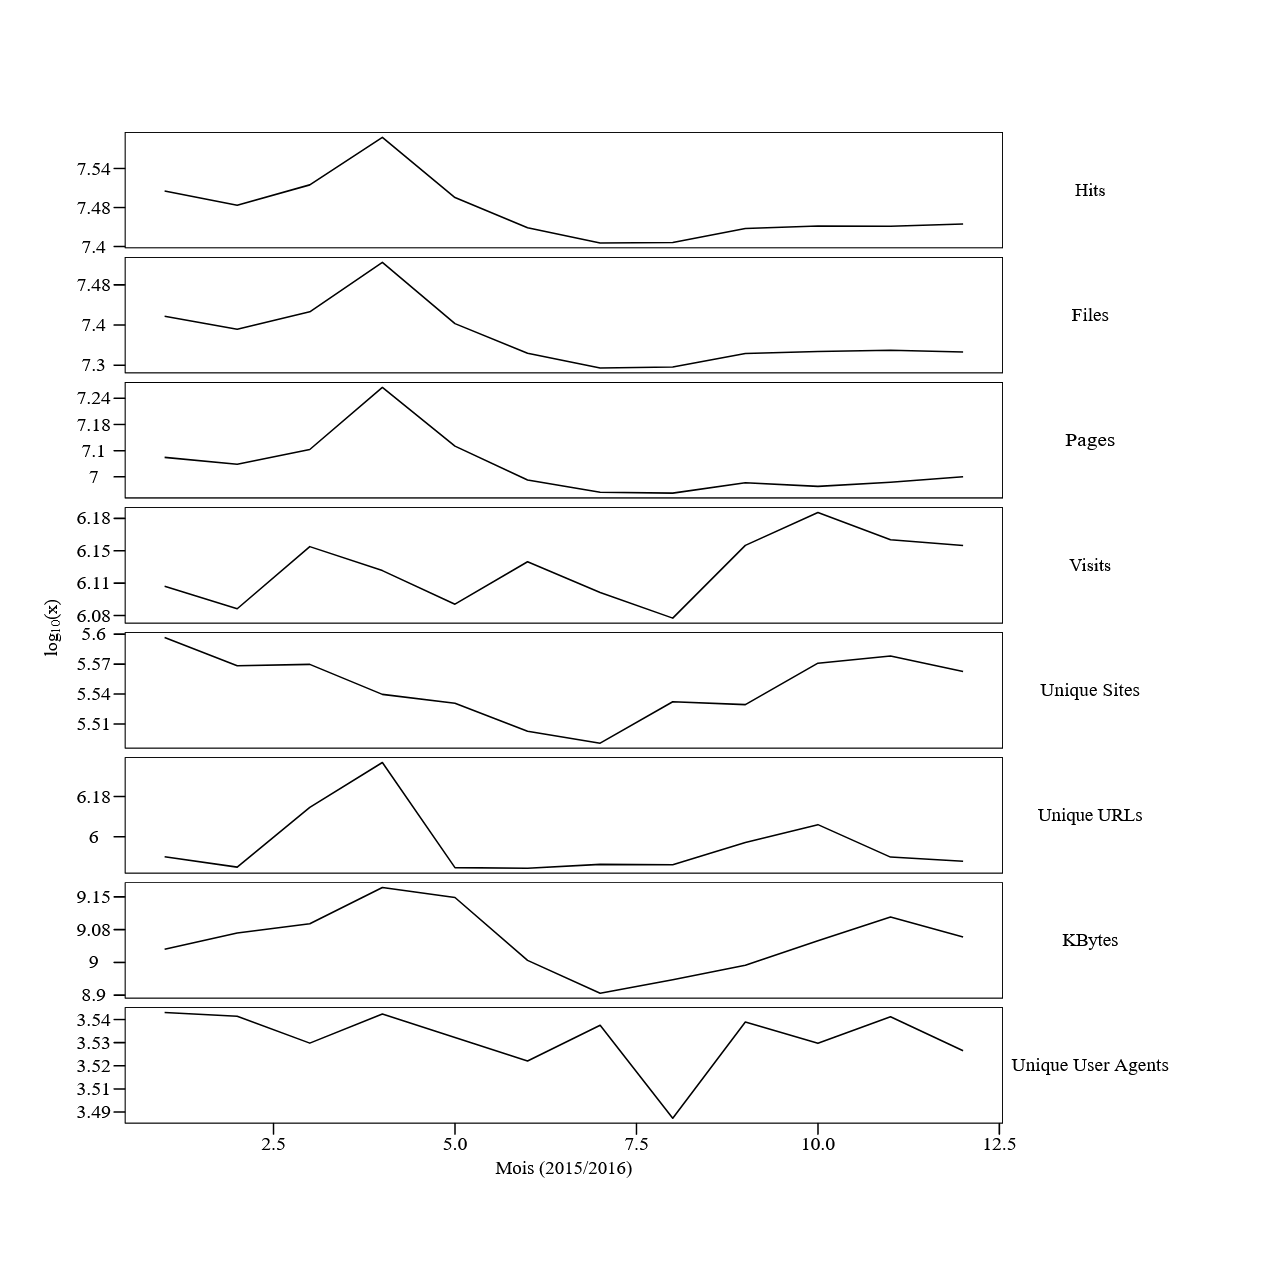 7.54
7.48
7.4
Hits
7.48
7.4
7.3
Files
7.24
7.18
7.1
7
Pages
6.18
6.15
6.11
6.08
Visits
log10(x)
5.6
5.57
5.54
5.51
Unique Sites
6.18
6
Unique URLs
9.15
9.08
9
8.9
KBytes
3.54
3.53
3.52
3.51
3.49
Unique User Agents
2.5 5.0 7.5 10.0 12.5
Mois (2015/2016)